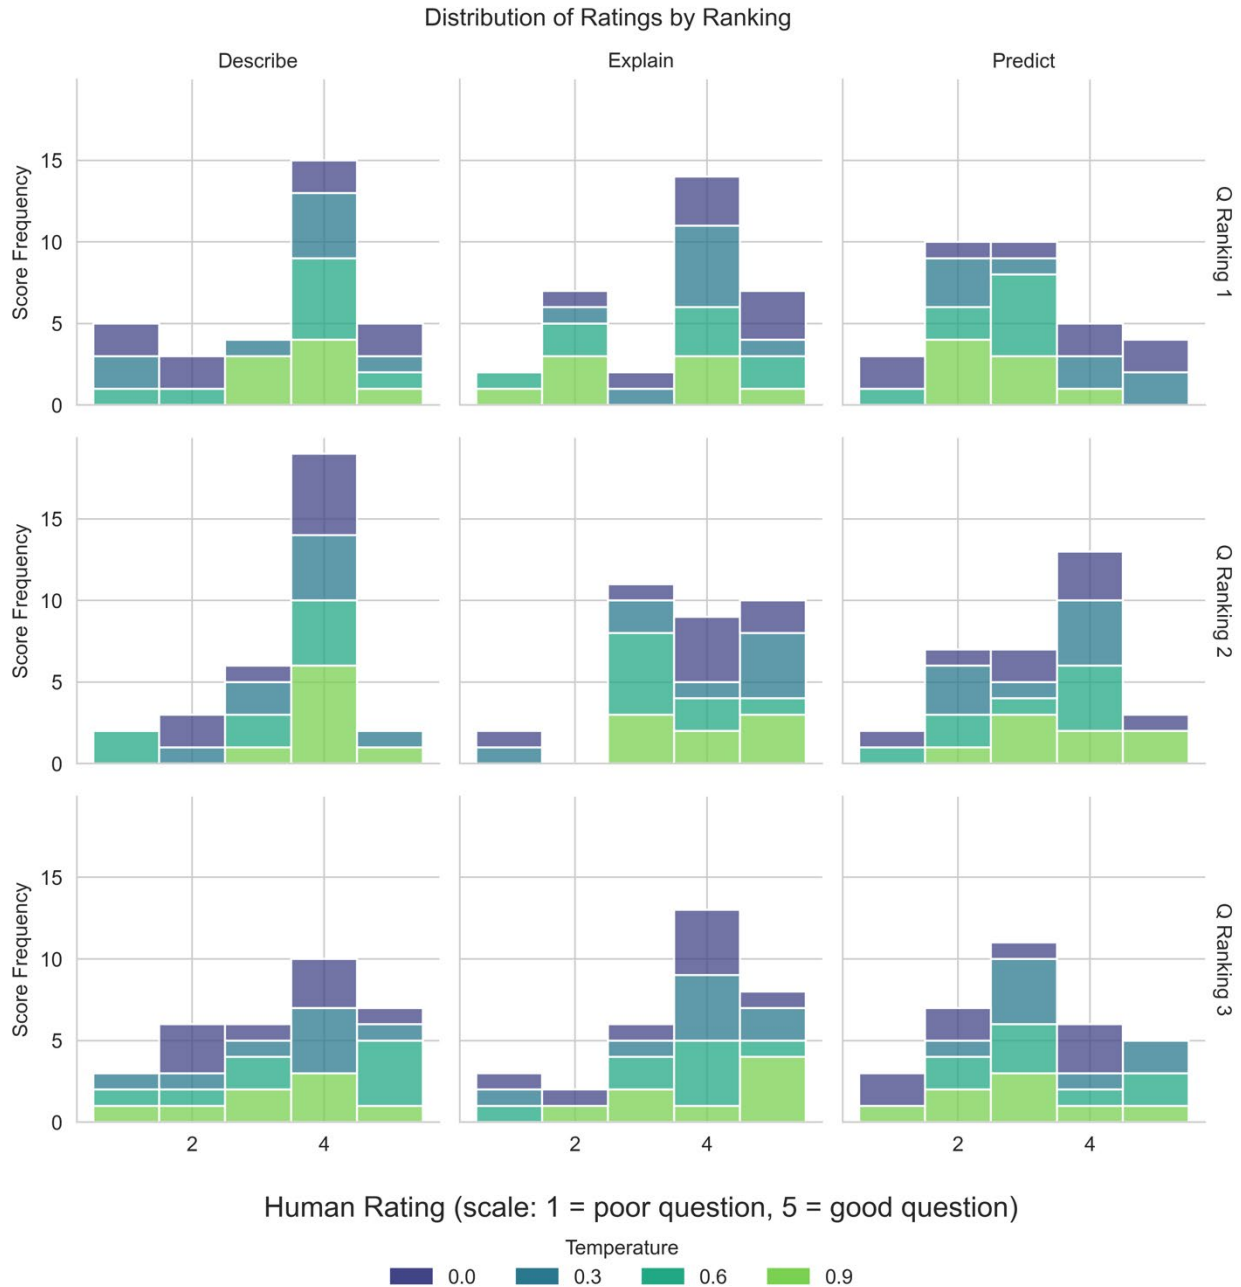 Distribution of Ratings by Ranking
Describe
Explain
Predict
Score Frequency
15
10
5
0
Q Ranking 1
Score Frequency
15
10
5
0
Q Ranking 2
Score Frequency
15
10
5
0
Q Ranking 3
2 4
2 4
2 4
Human Rating (scale: 1 = poor question, 5 = good question)
Temperature
0.0 0.3 0.6 0.9